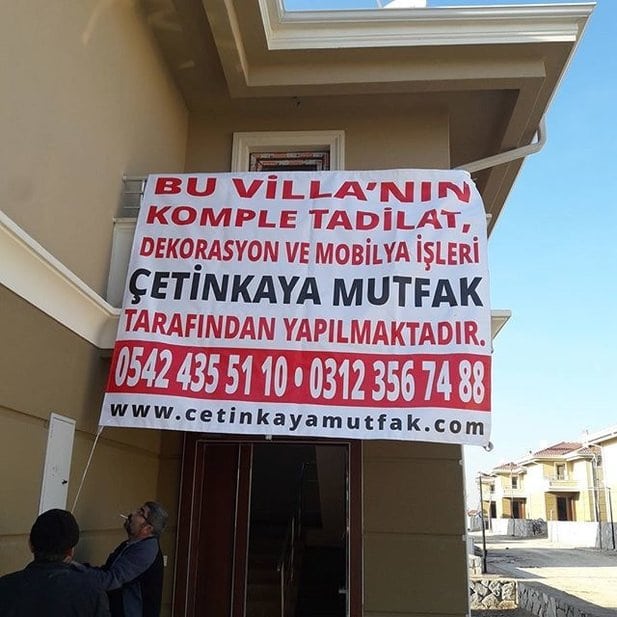 BU VİLLA'NIN
KOMPLE TADİLAT,
DEKORASYON VE MOBİLYA İŞLERİ
ÇETİNKAYA MUTFAK
TARAFINDAN YAPILMAKTADIR.
0542 435 51 10 • 0312 356 74 88
www.cetinkayamutfak.com